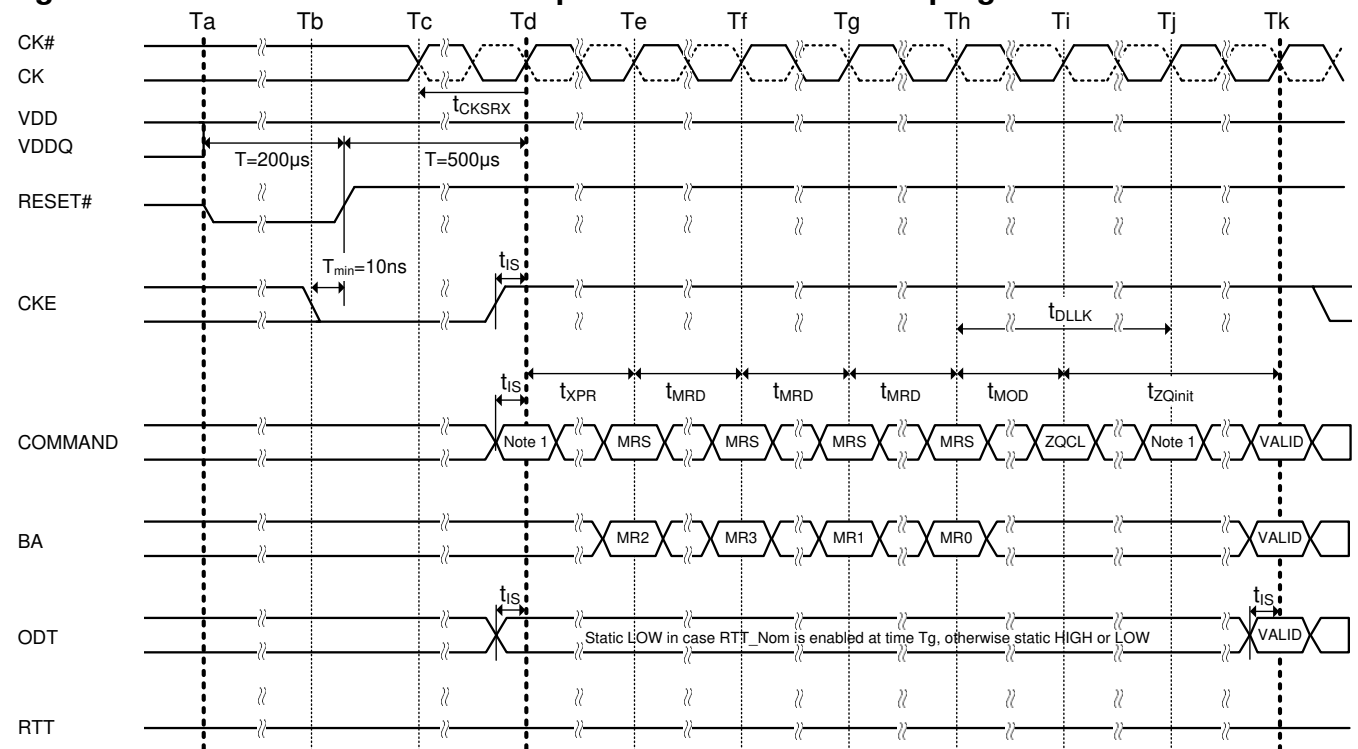 Ta Tb Tc Td Te Tf Tg Th Ti Tj Tk
CK#
CK
tCKSRX
VDD
VDDQ
T=200µs T=500µs
RESET#
Tmin=10ns tIS
CKE
tDLLK
tIS tXPR tMRD tMRD tMRD tMOD tZQinit
COMMAND Note 1 MRS MRS MRS MRS ZQCL Note 1 VALID
BA MR2 MR3 MR1 MR0 VALID
tIS tIS
ODT Static LOW in case RTT_Nom is enabled at time Tg, otherwise static HIGH or LOW VALID
RTT